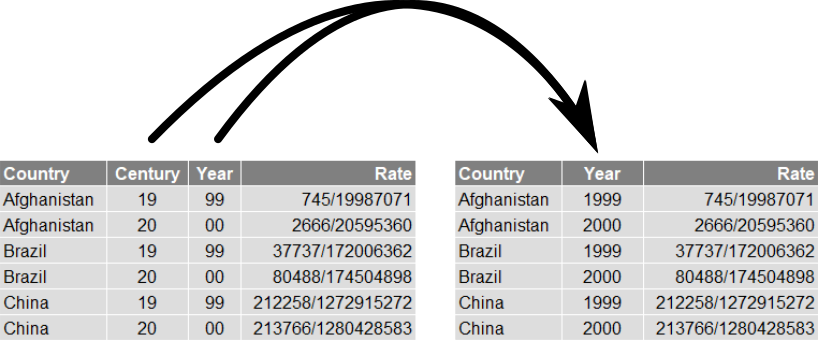 Country Century Year Rate
Afghanistan 19 99 745/19987071
Afghanistan 20 00 2666/20595360
Brazil 19 99 37737/172006362
Brazil 20 00 80488/174504898
China 19 99 212258/1272915272
China 20 00 213766/1280428583
Country Year Rate
Afghanistan 1999 745/19987071
Afghanistan 2000 2666/20595360
Brazil 1999 37737/172006362
Brazil 2000 80488/174504898
China 1999 212258/1272915272
China 2000 213766/1280428583